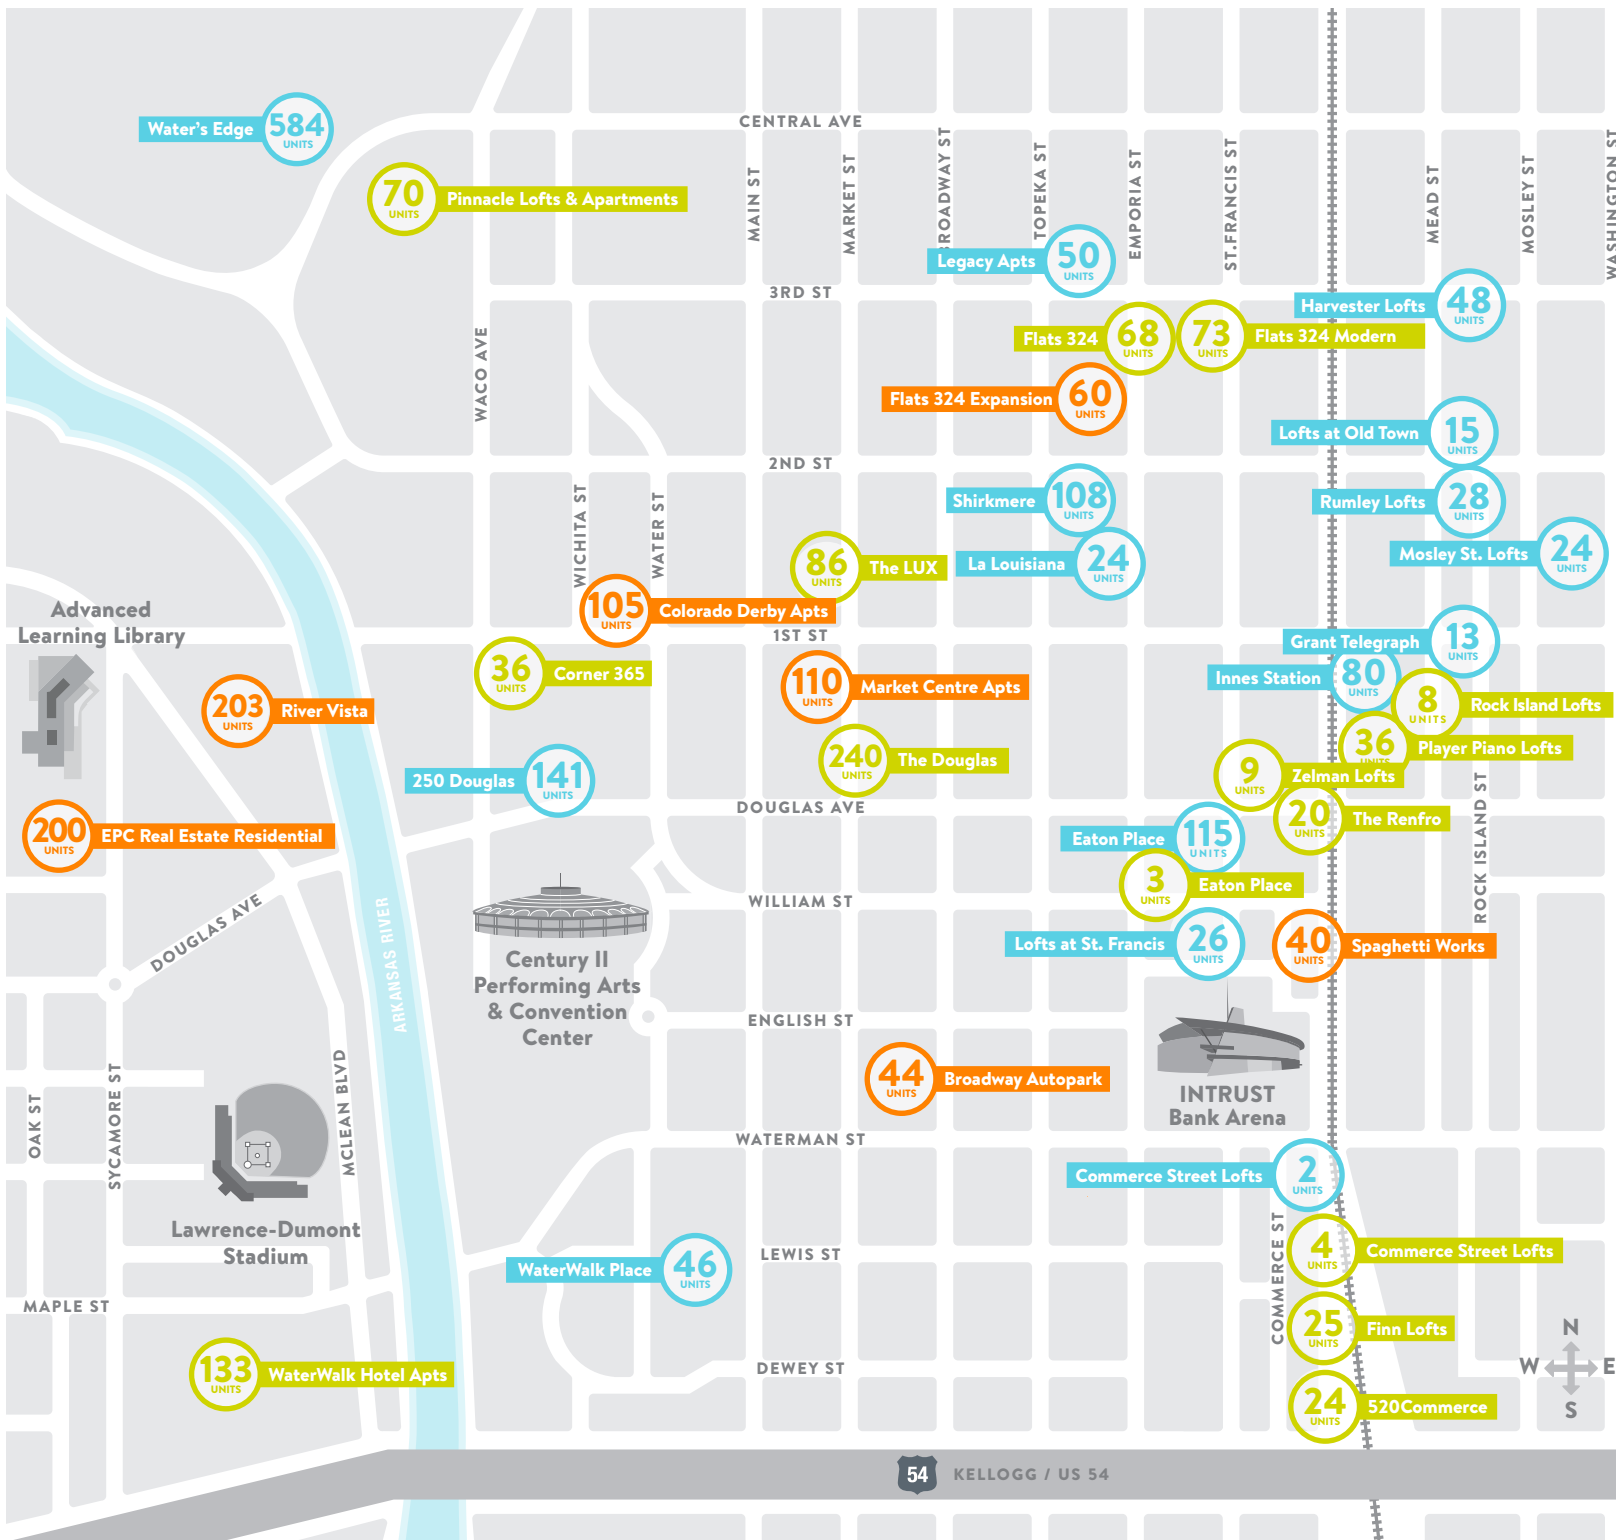 CENTRAL AVE
Water's Edge
584
UNITS
70
UNITS
Pinnacle Lofts & Apartments
MAIN ST
MARKET ST
ROADWAY ST
TOPEKA ST
EMPORIA ST
ST.FRANCIS ST
MEAD ST
MOSLEY ST
WASHINGTON ST
Legacy Apts
50
UNITS
3RD ST
Harvester Lofts
48
UNITS
Flats 324
68
UNITS
73
UNITS
Flats 324 Modern
WACO AVE
Flats 324 Expansion
60
UNITS
Lofts at Old Town
15
UNITS
2ND ST
WICHITA ST
WATER ST
Shirkmere
108
UNITS
Rumley Lofts
28
UNITS
86
UNITS
The LUX
La Louisiana
24
UNITS
Mosley St. Lofts
24
UNITS
Advanced
Learning Library
105
UNITS
Colorado Derby Apts
1ST ST
Grant Telegraph
13
UNITS
36
UNITS
Corner 365
110
UNITS
Market Centre Apts
Innes Station
80
UNITS
8
UNITS
Rock Island Lofts
203
UNITS
River Vista
240
UNITS
The Douglas
36
UNITS
Player Piano Lofts
250 Douglas
141
UNITS
9
UNITS
Zelman Lofts
DOUGLAS AVE
200
UNITS
EPC Real Estate Residential
Eaton Place
115
UNITS
20
UNITS
The Renfro
ROCK ISLAND ST
3
UNITS
Eaton Place
WILLIAM ST
DOUGLAS AVE
ARKANSAS RIVER
Century II
Performing Arts
& Convention
Center
Lofts at St. Francis
26
UNITS
40
UNITS
Spaghetti Works
ENGLISH ST
44
UNITS
Broadway Autopark
INTRUST
Bank Arena
OAK ST
SYCAMORE ST
MCLEAN BLVD
WATERMAN ST
Commerce Street Lofts
2
UNITS
Lawrence-Dumont
Stadium
WaterWalk Place
46
UNITS
LEWIS ST
COMMERCE ST
4
UNITS
Commerce Street Lofts
MAPLE ST
25
UNITS
Finn Lofts
133
UNITS
WaterWalk Hotel Apts
DEWEY ST
24
UNITS
520Commerce
N
W
E
S
54
KELLOGG / US 54